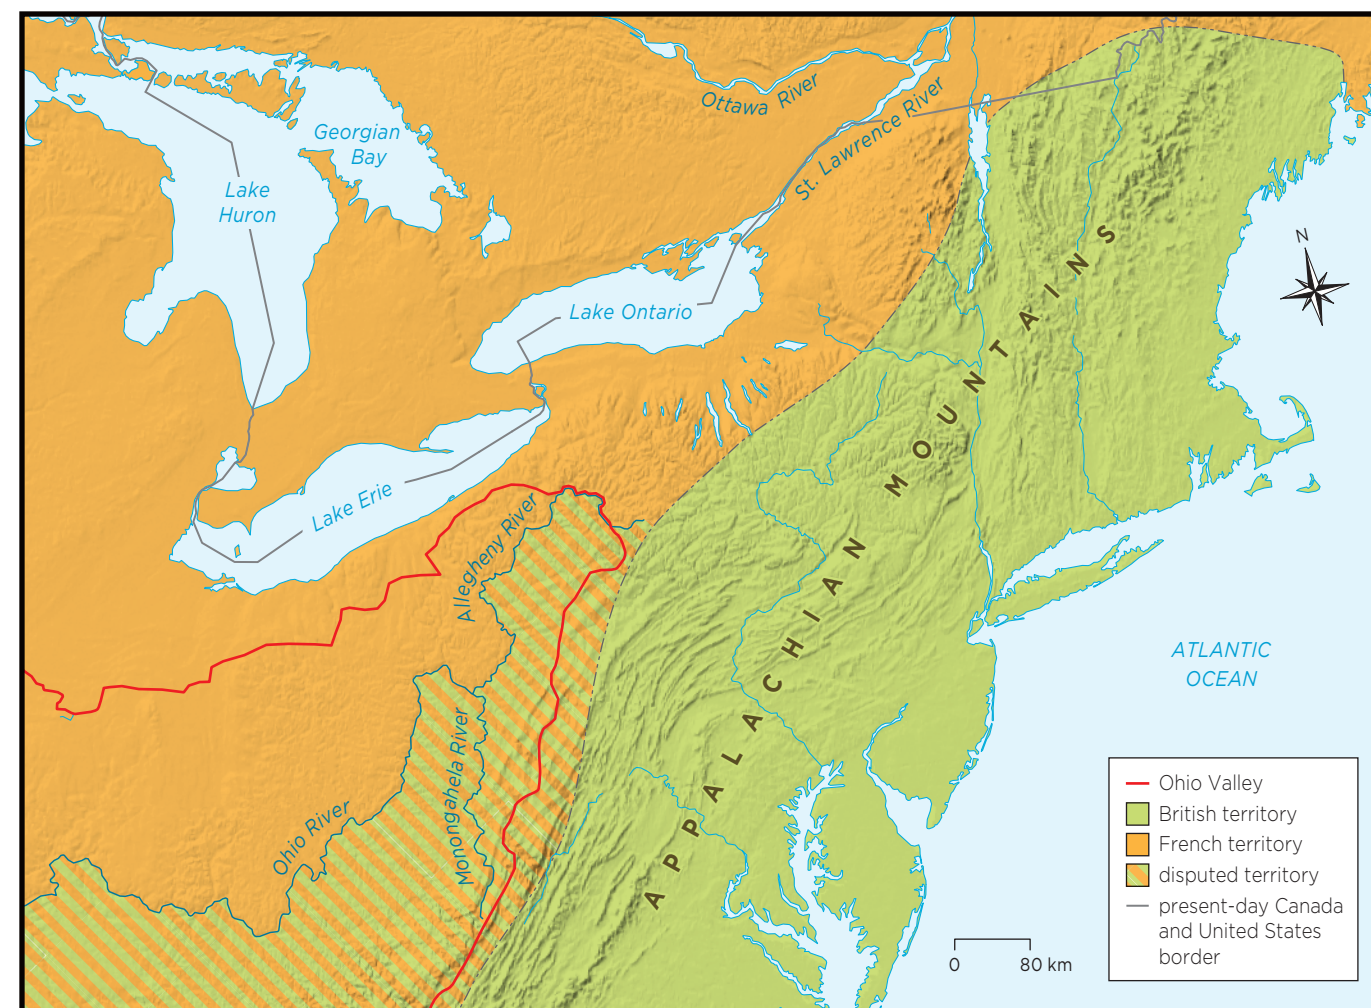 Ottawa River
St. Lawrence River
Georgian
Bay
Lake
Huron
N
Lake Ontario
APPALACHIAN MOUNTAINS
Lake Erie
Allegheny River
ATLANTIC
OCEAN
Monongahela River
Ohio River
Ohio Valley
British territory
French territory
disputed territory
present-day Canada
and United States
border
0 80 km